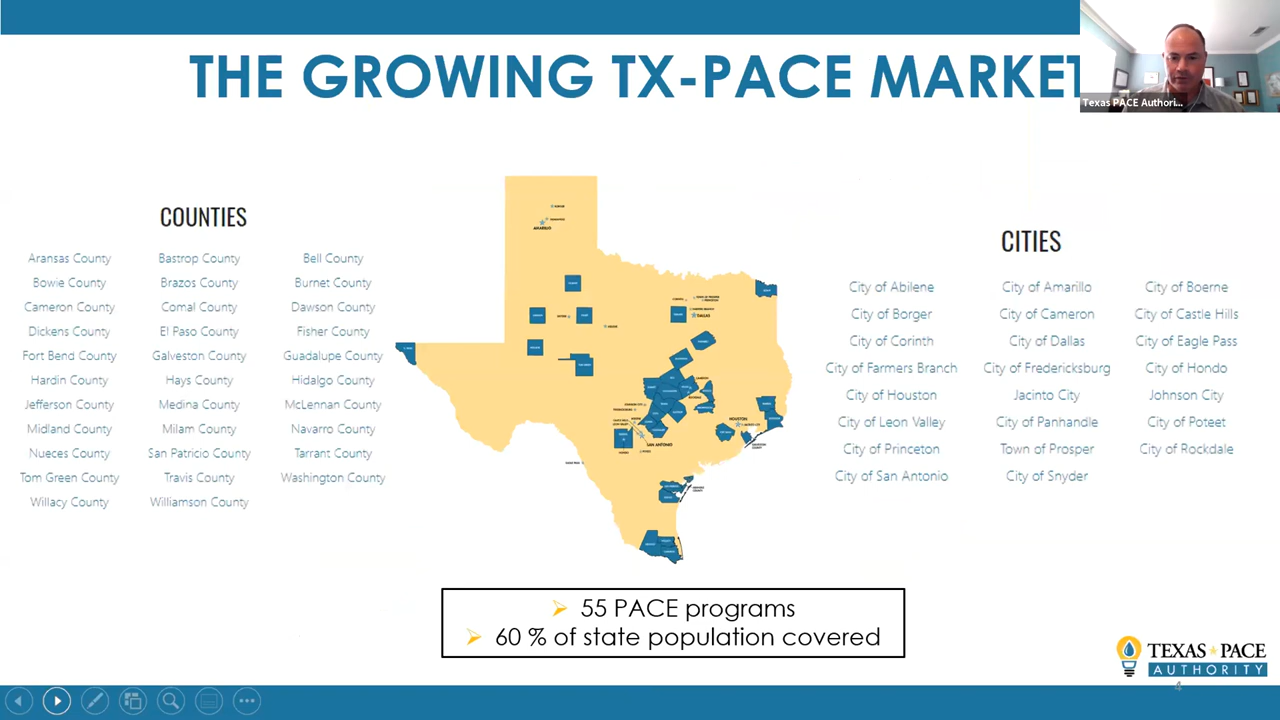 THE GROWING TX-PACE MARKET
Texas PACE Authori...
COUNTIES
Aransas County Bastrop County Bell County
Bowie County Brazos County Burnet County
Cameron County Comal County Dawson County
Dickens County El Paso County Fisher County
Fort Bend County Galveston County Guadalupe County
Hardin County Hays County Hidalgo County
Jefferson County Medina County McLennan County
Midland County Milam County Navarro County
Nueces County San Patricio County Tarrant County
Tom Green County Travis County Washington County
Willacy County Williamson County
AMARILLO
DALLAS
HOUSTON
SAN ANTONIO
CITIES
City of Abilene City of Amarillo City of Boerne
City of Borger City of Cameron City of Castle Hills
City of Corinth City of Dallas City of Eagle Pass
City of Farmers Branch City of Fredericksburg City of Hondo
City of Houston Jacinto City Johnson City
City of Leon Valley City of Panhandle City of Poteet
City of Princeton Town of Prosper City of Rockdale
City of San Antonio City of Snyder
55 PACE programs
60 % of state population covered
TEXAS PACE
AUTHORITY
4